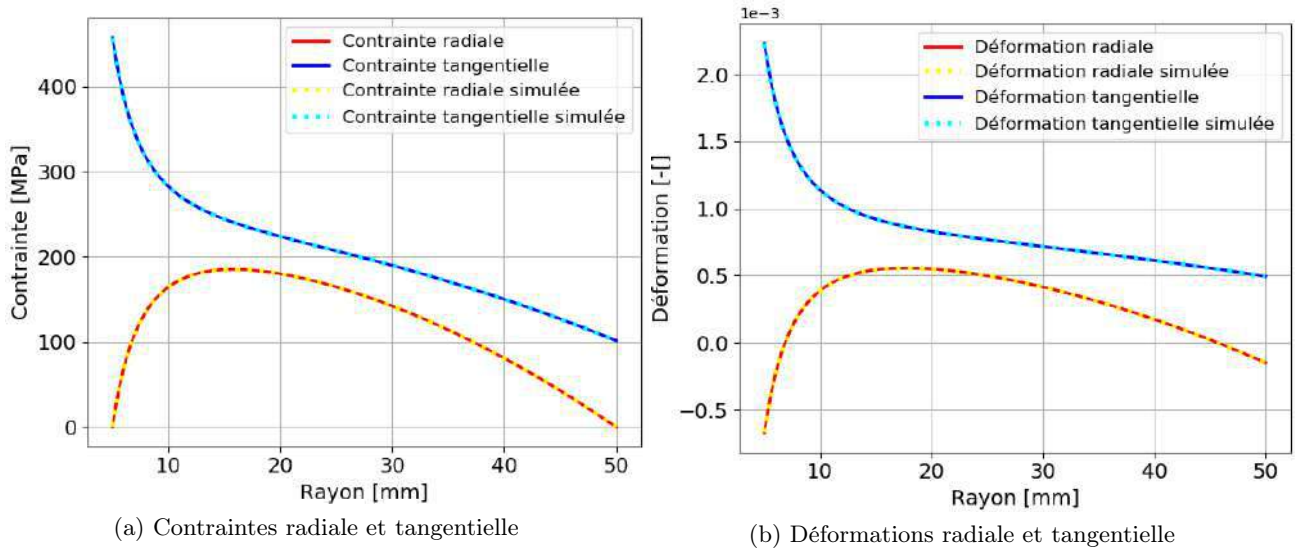 Contrainte radiale
Contrainte tangentielle
Contrainte radiale simulée
Contrainte tangentielle simulée
400
300
200
100
0
Contrainte [MPa]
10 20 30 40 50
Rayon [mm]
(a) Contraintes radiale et tangentielle
1e−3
Déformation radiale
Déformation radiale simulée
Déformation tangentielle
Déformation tangentielle simulée
2.0
1.5
1.0
0.5
0.0
−0.5
Déformation [-[]
10 20 30 40 50
Rayon [mm]
(b) Déformations radiale et tangentielle